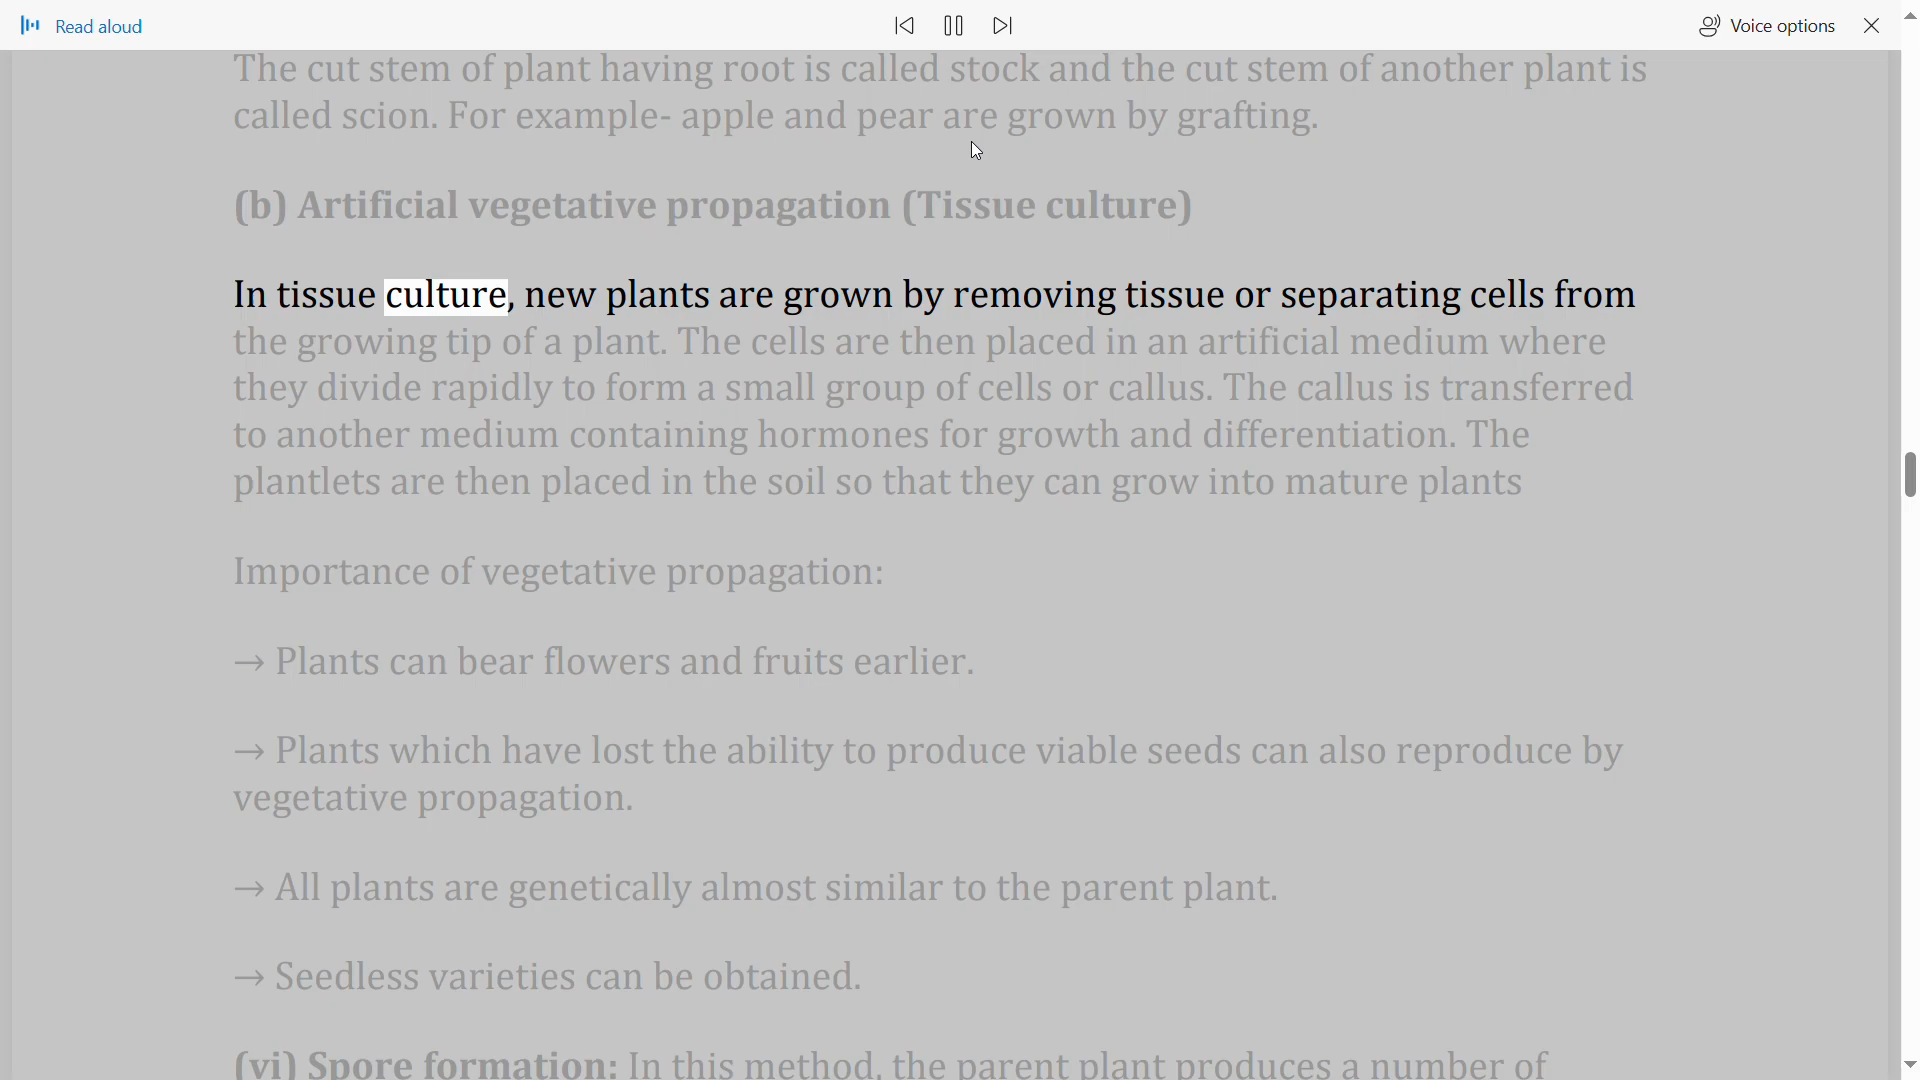 Read aloud
Voice options
The cut stem of plant having root is called stock and the cut stem of another plant is
called scion. For example- apple and pear are grown by grafting.
(b) Artificial vegetative propagation (Tissue culture)
In tissue culture, new plants are grown by removing tissue or separating cells from
the growing tip of a plant. The cells are then placed in an artificial medium where
they divide rapidly to form a small group of cells or callus. The callus is transferred
to another medium containing hormones for growth and differentiation. The
plantlets are then placed in the soil so that they can grow into mature plants
Importance of vegetative propagation:
→ Plants can bear flowers and fruits earlier.
→ Plants which have lost the ability to produce viable seeds can also reproduce by
vegetative propagation.
→ All plants are genetically almost similar to the parent plant.
→ Seedless varieties can be obtained.
(vi) Spore formation: In this method, the parent plant produces a number of